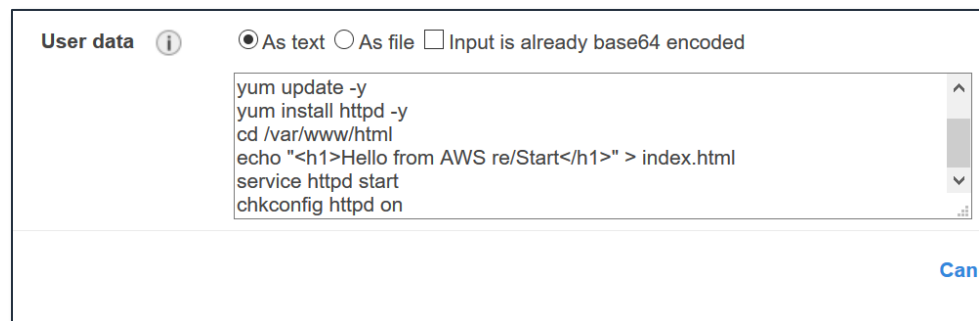 User data i As text As file Input is already base64 encoded
yum update -y
yum install httpd -y
cd /var/www/html
echo "<h1>Hello from AWS re/Start</h1>" > index.html
service httpd start
chkconfig httpd on
Can